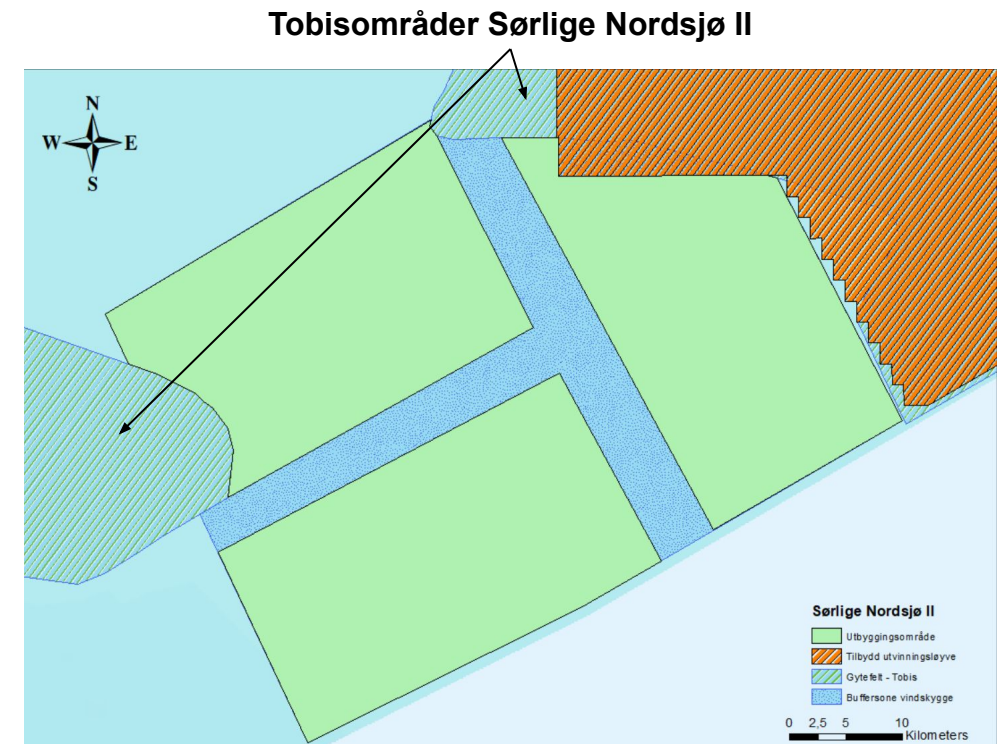 Tobisområder Sørlige Nordsjø II
N
W E
S
Sørlige Nordsjø II
Utbyggingsområde
Tilbydd utvinningsløyve
Gytefelt - Tobis
Buffersone vindskygge
0 2,5 5 10
Kilometers